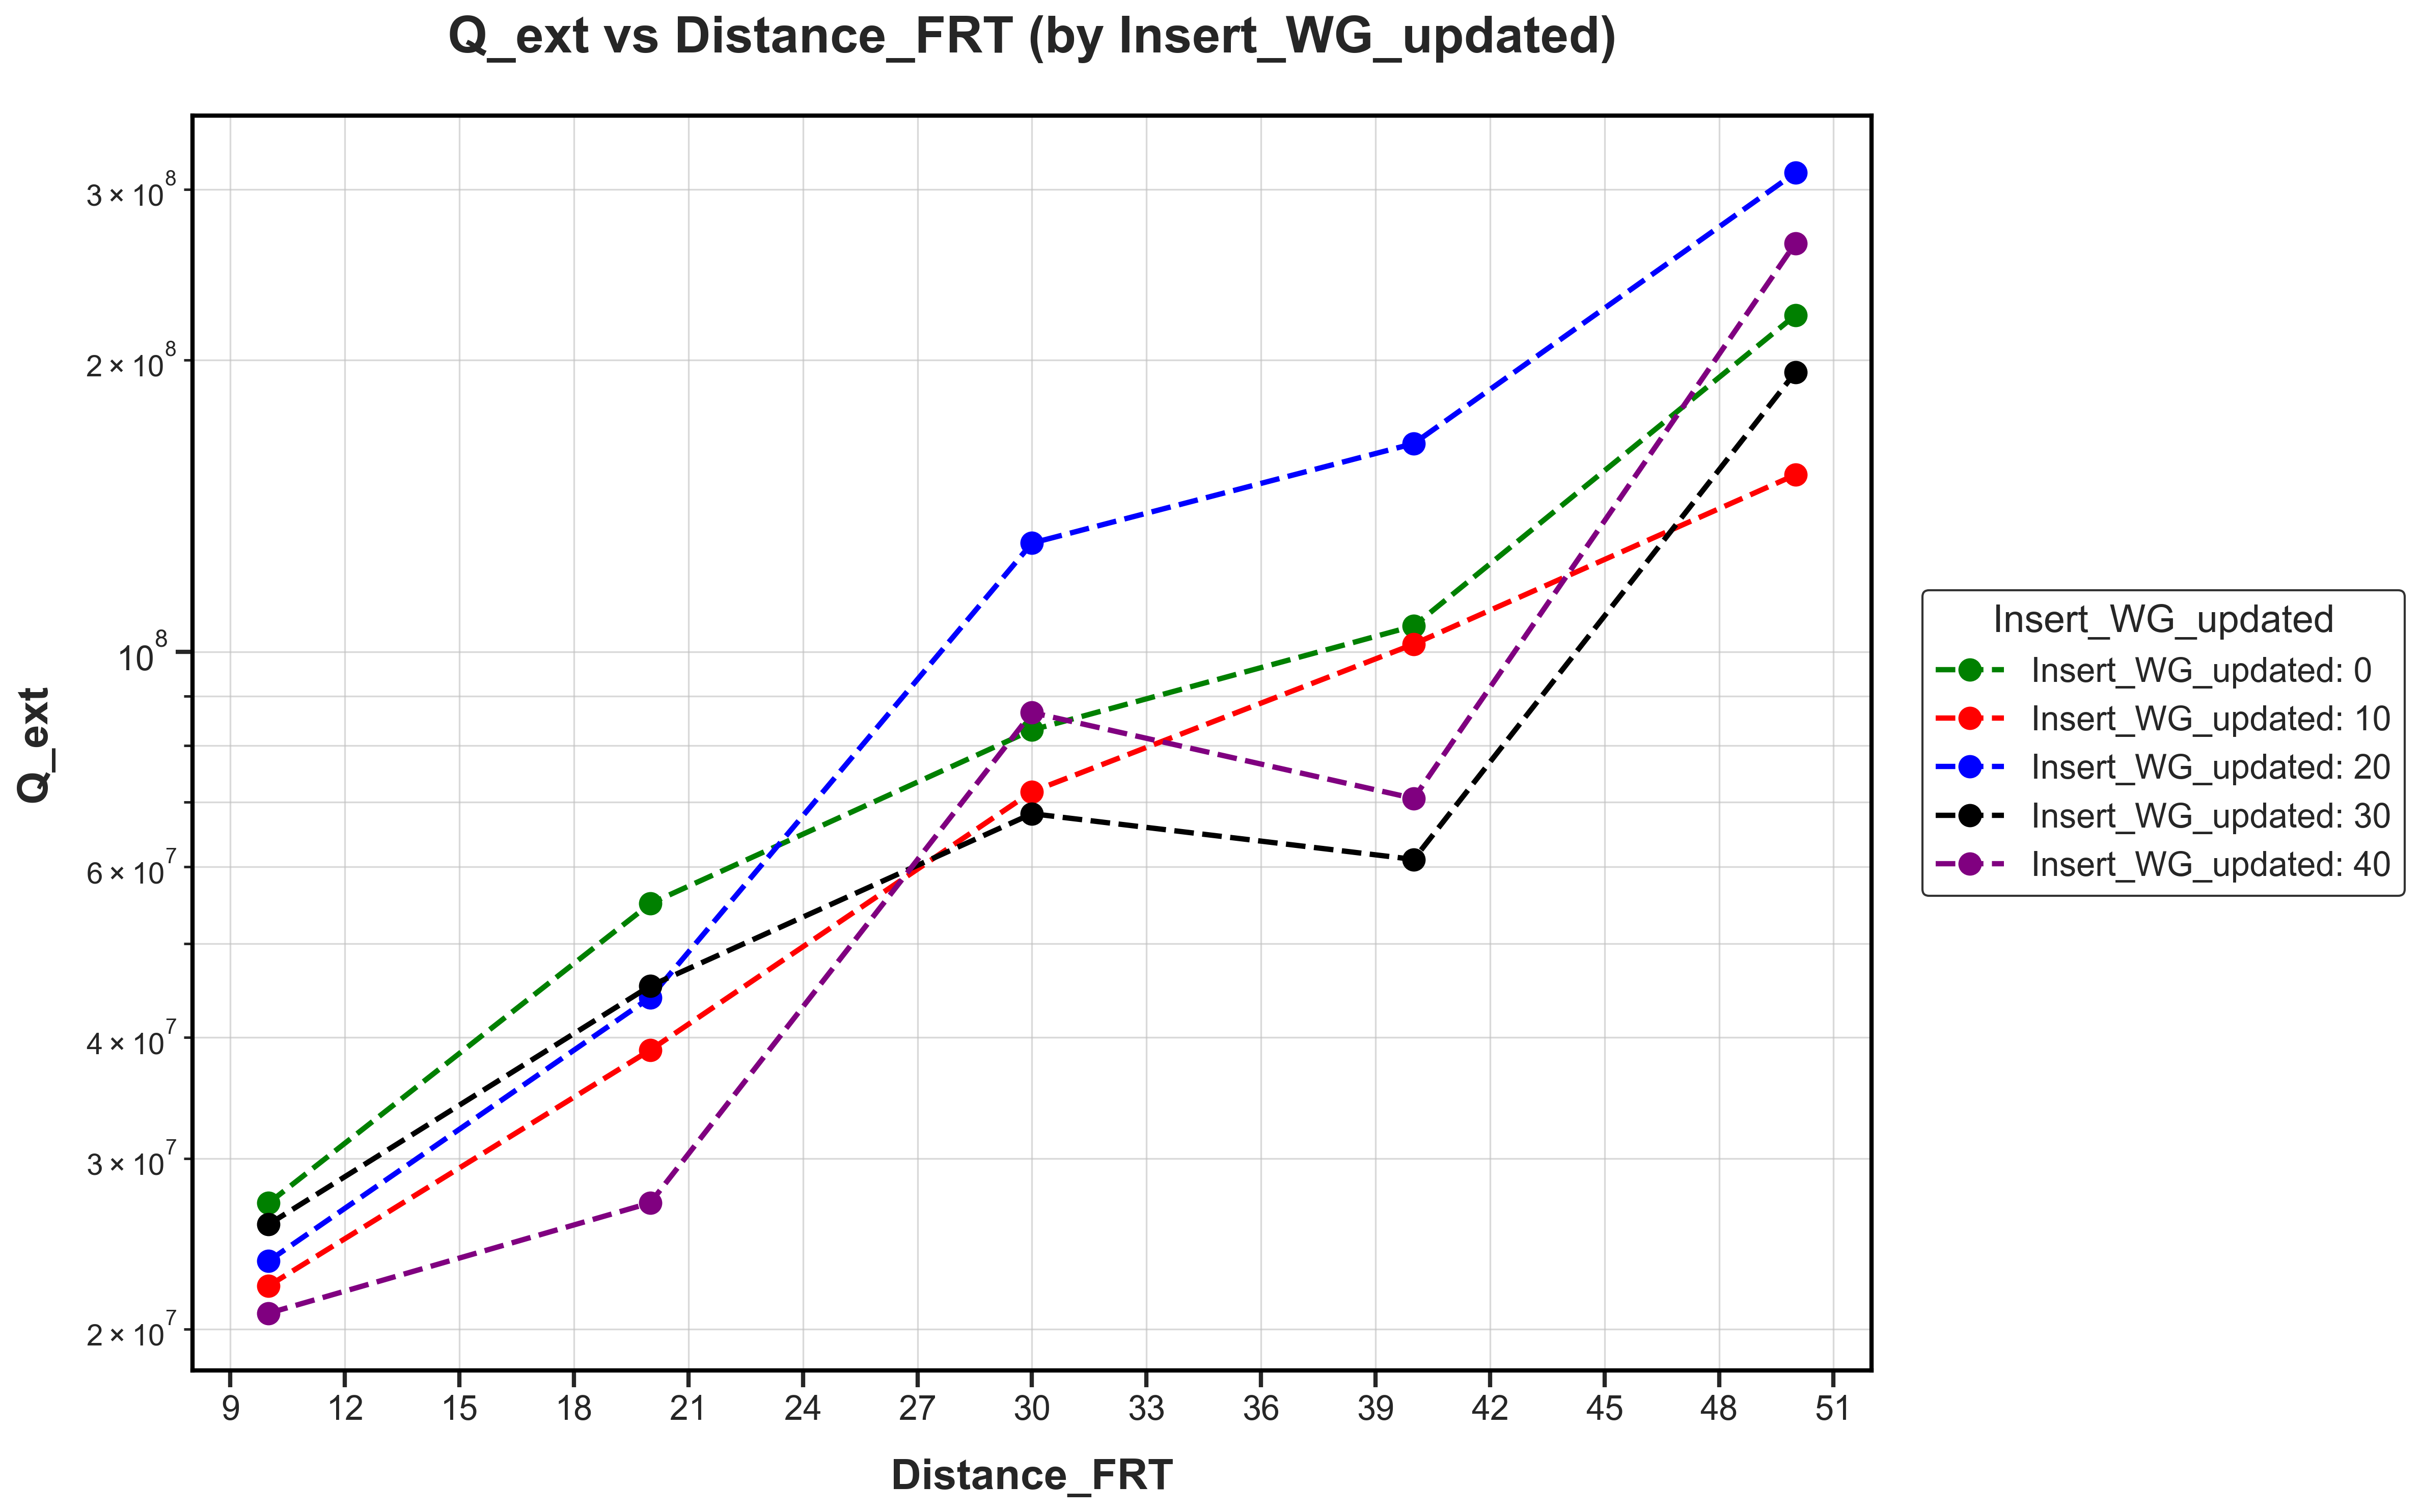 Q_ext vs Distance_FRT (by Insert_WG_updated)
3 × 10^8
2 × 10^8
10^8
6 × 10^7
4 × 10^7
3 × 10^7
2 × 10^7
Q_ext
9 12 15 18 21 24 27 30 33 36 39 42 45 48 51
Distance_FRT
Insert_WG_updated
Insert_WG_updated: 0
Insert_WG_updated: 10
Insert_WG_updated: 20
Insert_WG_updated: 30
Insert_WG_updated: 40